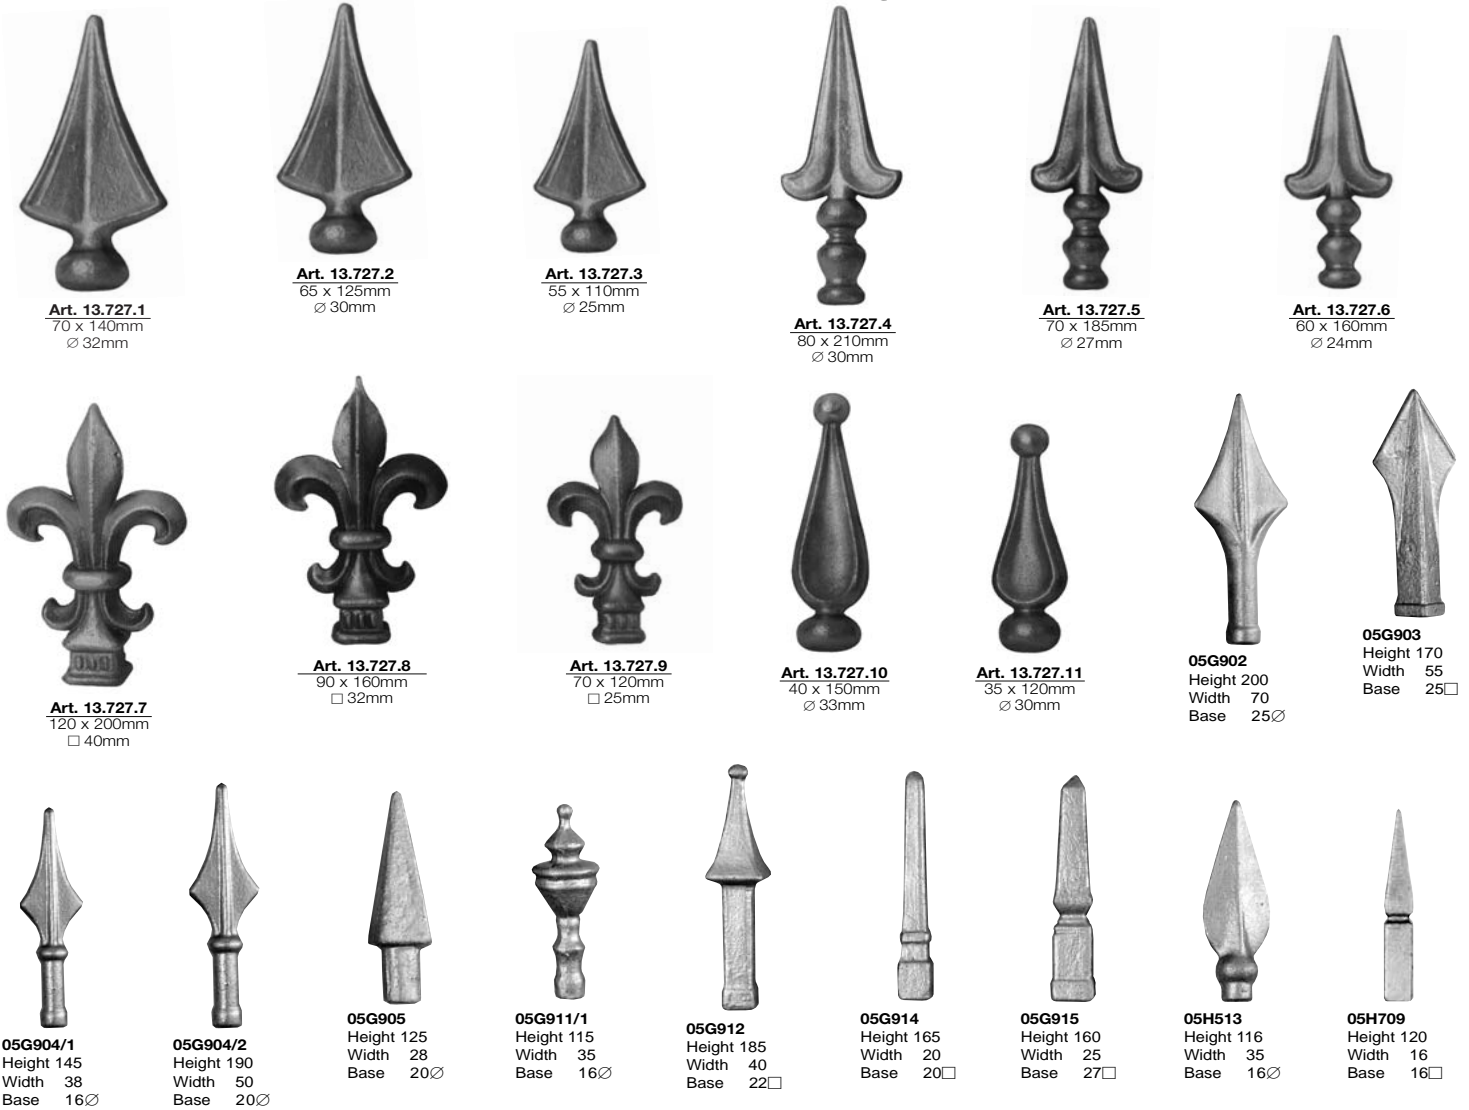 Art. 13.727.1
70 x 140mm
∅ 32mm
Art. 13.727.2
65 x 125mm
∅ 30mm
Art. 13.727.3
55 x 110mm
∅ 25mm
Art. 13.727.4
80 x 210mm
∅ 30mm
Art. 13.727.5
70 x 185mm
∅ 27mm
Art. 13.727.6
60 x 160mm
∅ 24mm
Art. 13.727.7
120 x 200mm
□ 40mm
Art. 13.727.8
90 x 160mm
□ 32mm
Art. 13.727.9
70 x 120mm
□ 25mm
Art. 13.727.10
40 x 150mm
∅ 33mm
Art. 13.727.11
35 x 120mm
∅ 30mm
05G902
Height 200
Width 70
Base 25∅
05G903
Height 170
Width 55
Base 25□
05G904/1
Height 145
Width 38
Base 16∅
05G904/2
Height 190
Width 50
Base 20∅
05G905
Height 125
Width 28
Base 20∅
05G911/1
Height 115
Width 35
Base 16∅
05G912
Height 185
Width 40
Base 22□
05G914
Height 165
Width 20
Base 20□
05G915
Height 160
Width 25
Base 27□
05H513
Height 116
Width 35
Base 16∅
05H709
Height 120
Width 16
Base 16□